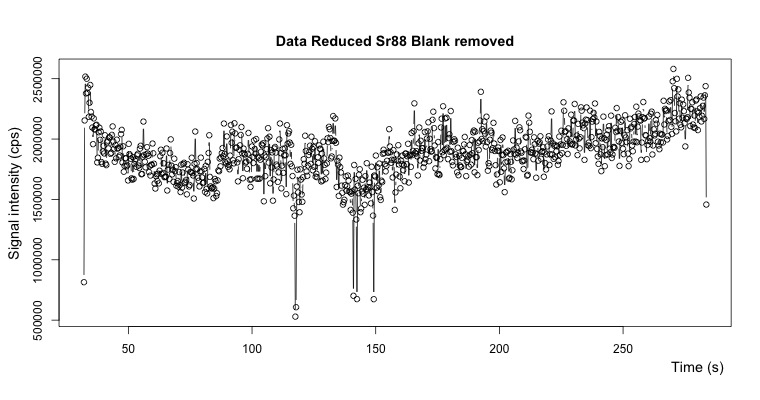 Data Reduced Sr88 Blank removed
Signal intensity (cps)
2500000
2000000
1500000
1000000
500000
50 100 150 200 250
Time (s)